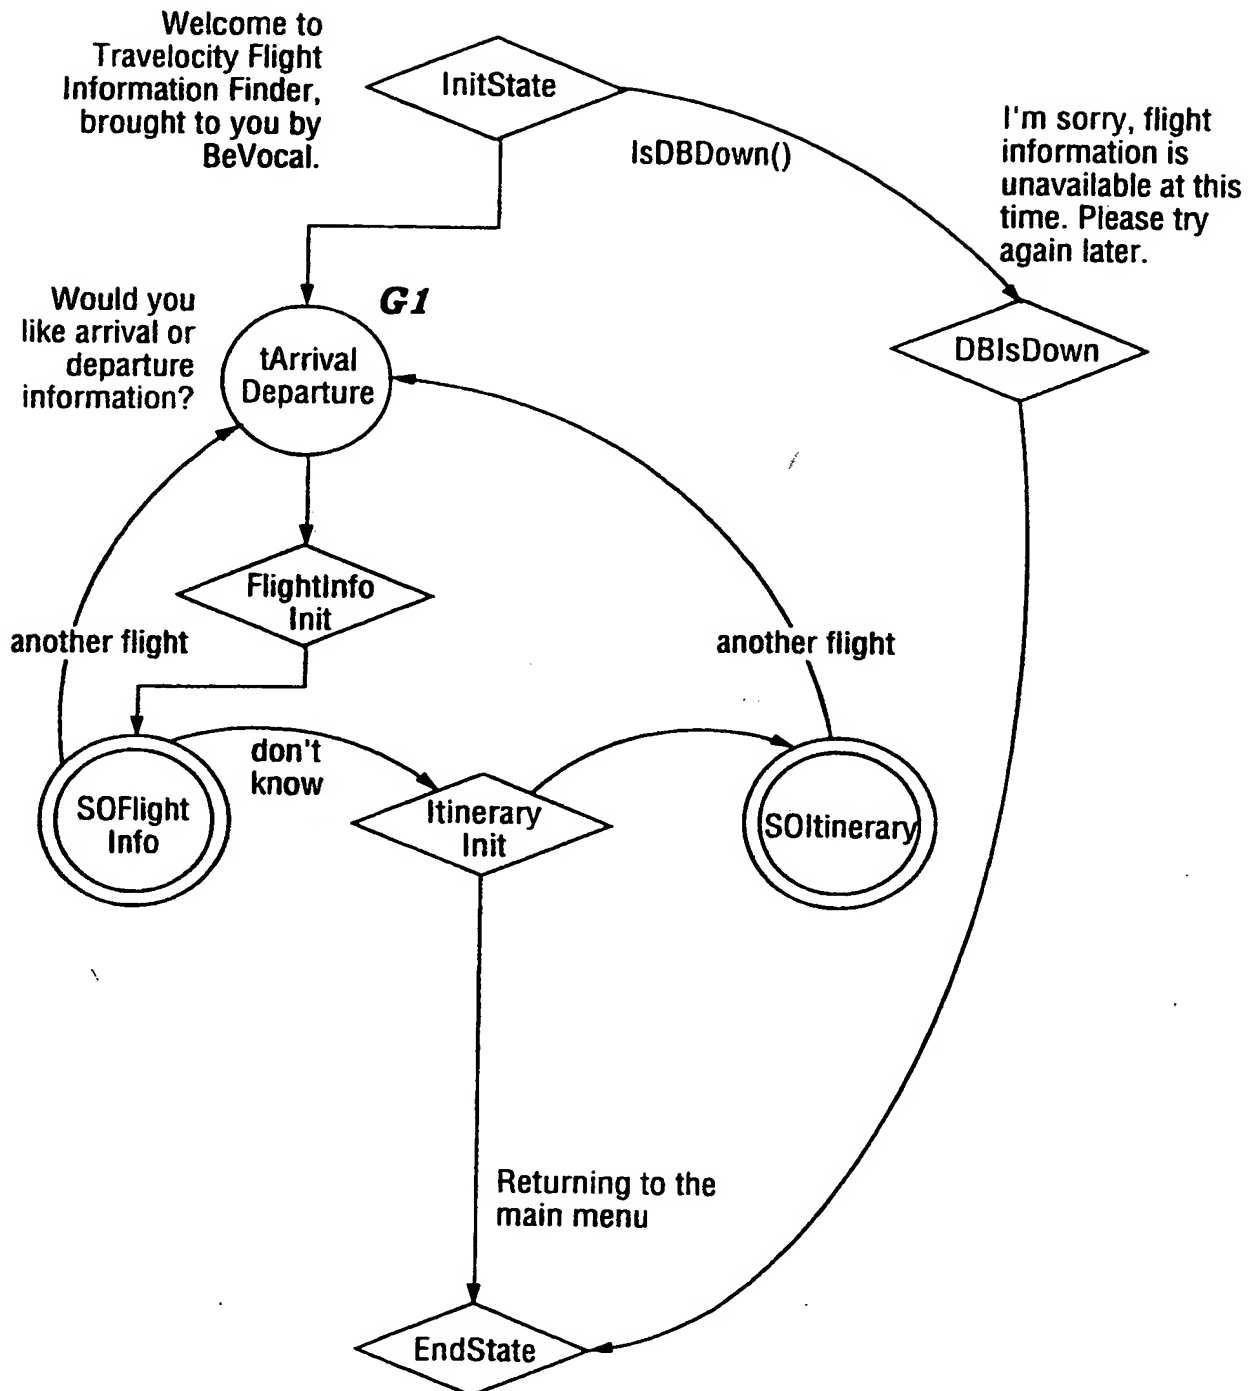 Welcome to
Travelocity Flight
Information Finder,
brought to you by
BeVocal.
InitState
IsDBDown()
I'm sorry, flight
information is
unavailable at this
time. Please try
again later.
DBIsDown
Would you
like arrival or
departure
information?
G1
tArrival
Departure
FlightInfo
Init
another flight
another flight
don't
know
SOFlight
Info
Itinerary
Init
SOItinerary
Returning to the
main menu
EndState